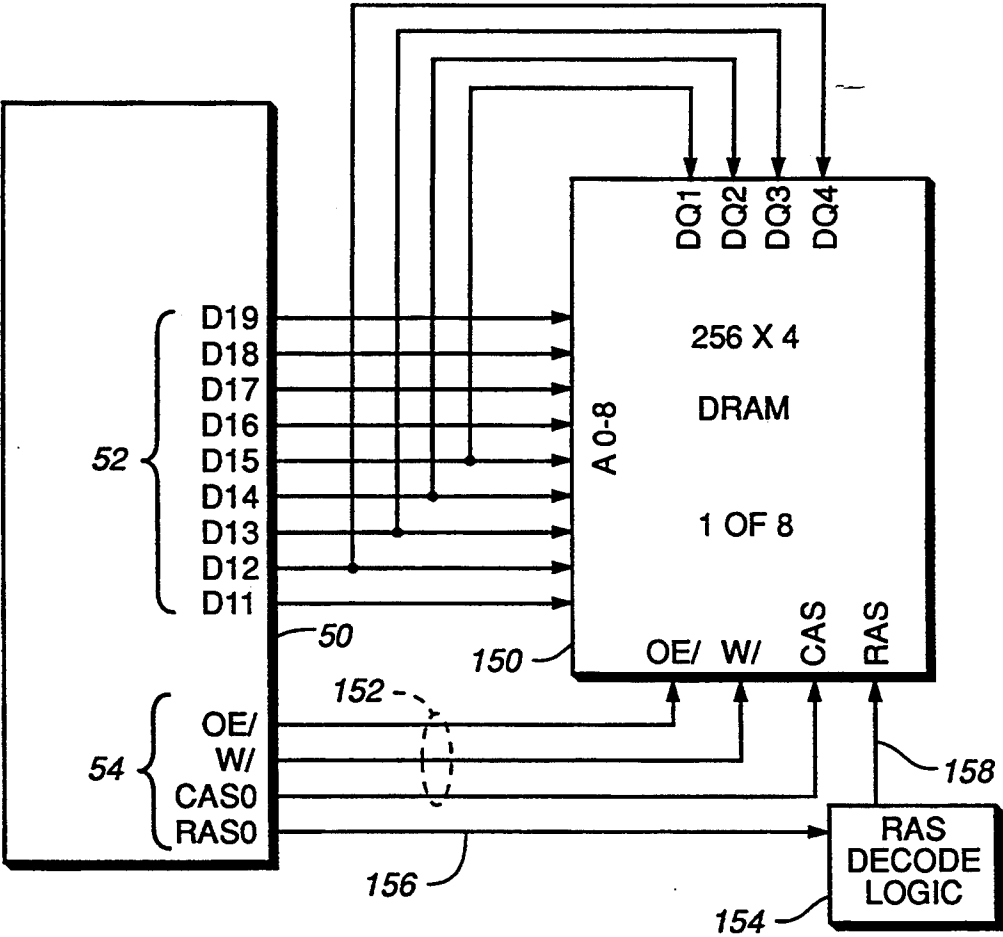 DQ1
DQ2
DQ3
DQ4
D19
D18
D17
D16
D15
D14
D13
D12
D11
52
256 X 4
DRAM
A 0-8
1 OF 8
50
150
OE/
W/
CAS
RAS
152
OE/
W/
CAS0
RAS0
54
158
156
RAS
DECODE
LOGIC
154